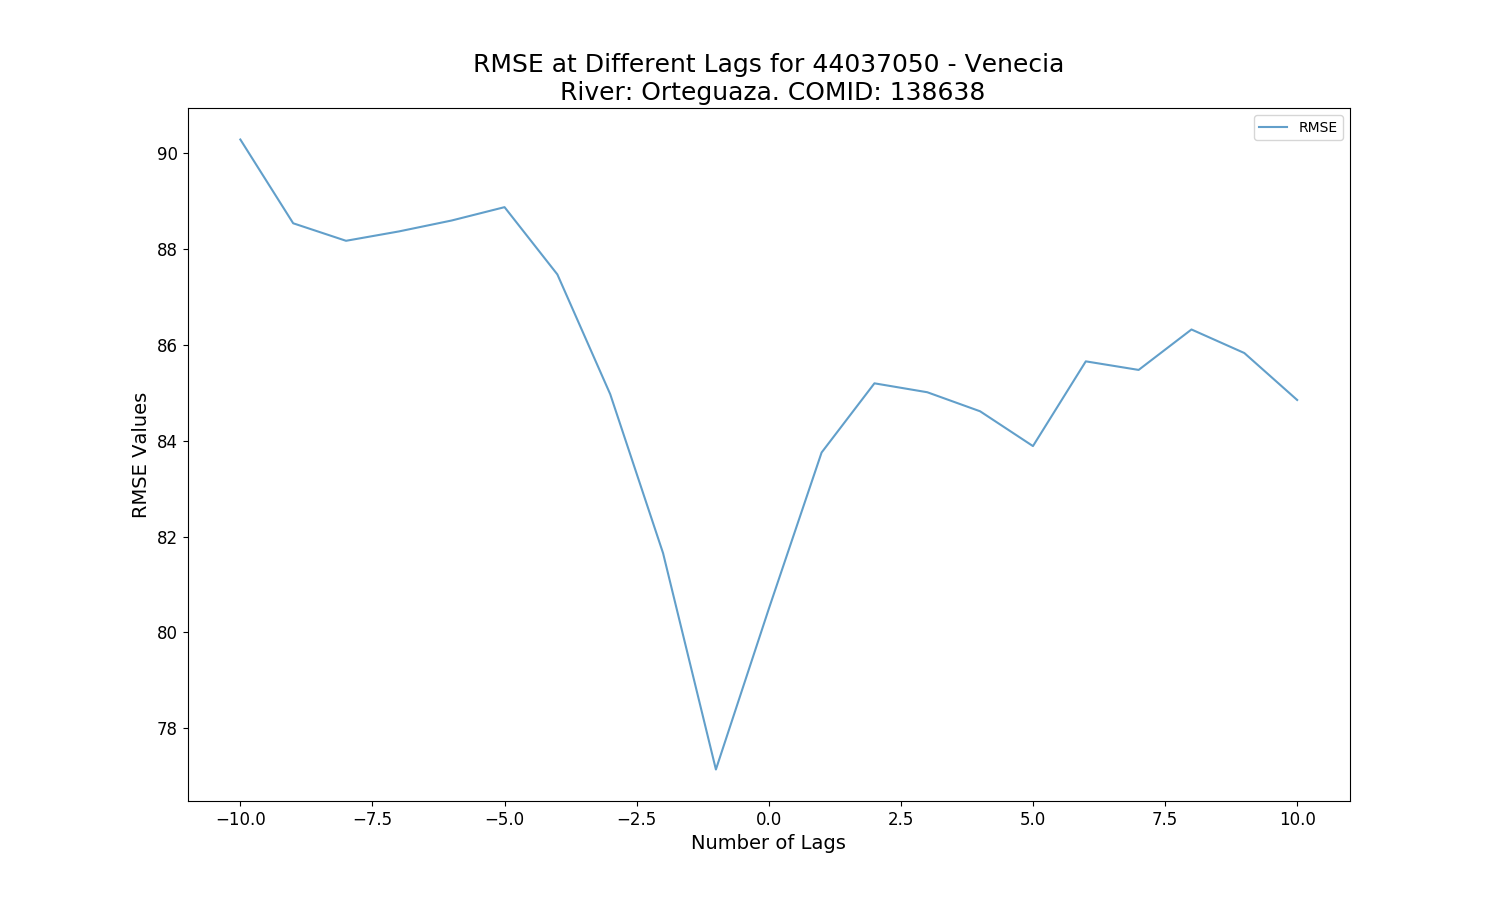 RMSE at Different Lags for 44037050 - Venecia
River: Orteguaza. COMID: 138638
RMSE
90
88
86
84
82
80
78
RMSE Values
−10.0 −7.5 −5.0 −2.5 0.0 2.5 5.0 7.5 10.0
Number of Lags